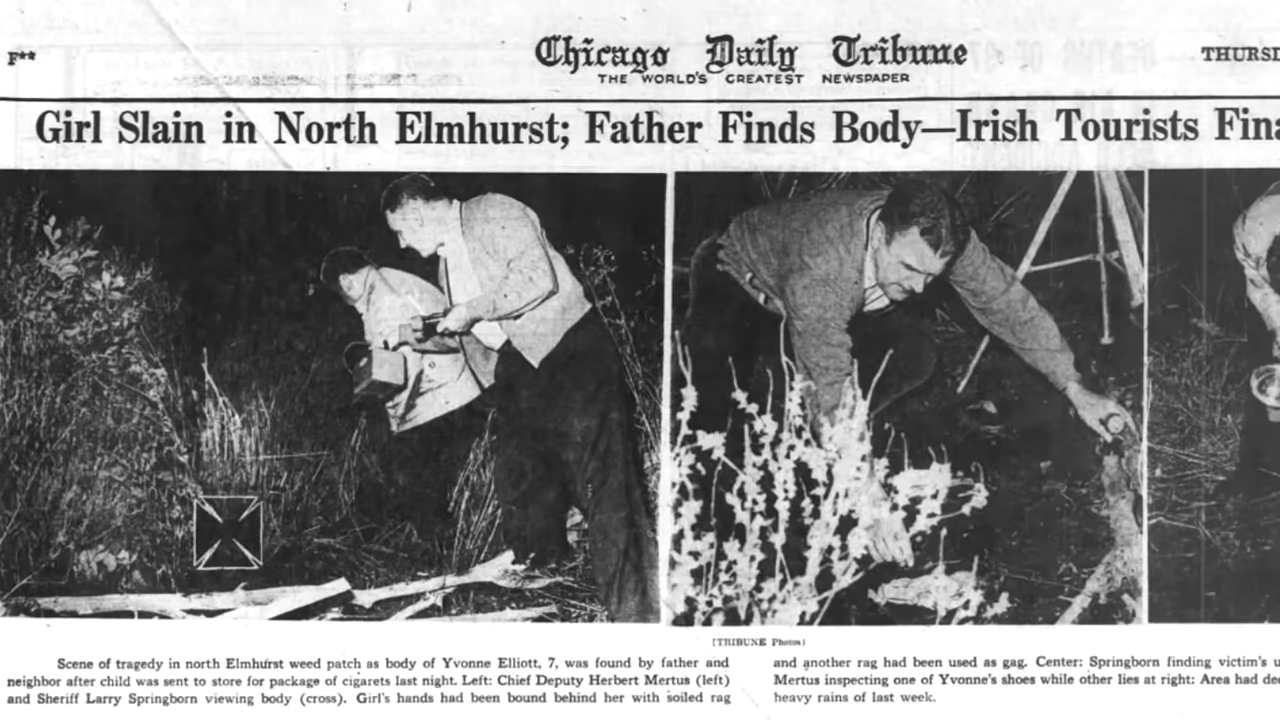 F**
Chicago Daily Tribune
THE WORLD'S GREATEST NEWSPAPER
THURSD
Girl Slain in North Elmhurst; Father Finds Body—Irish Tourists Find
[TRIBUNE Photos]
Scene of tragedy in north Elmhurst weed patch as body of Yvonne Elliott, 7, was found by father and
neighbor after child was sent to store for package of cigarets last night. Left: Chief Deputy Herbert Mertus (left)
and Sheriff Larry Springborn viewing body (cross). Girl's hands had been bound behind her with soiled rag
and another rag had been used as gag. Center: Springborn finding victim's u
Mertus inspecting one of Yvonne's shoes while other lies at right: Area had de
heavy rains of last week.